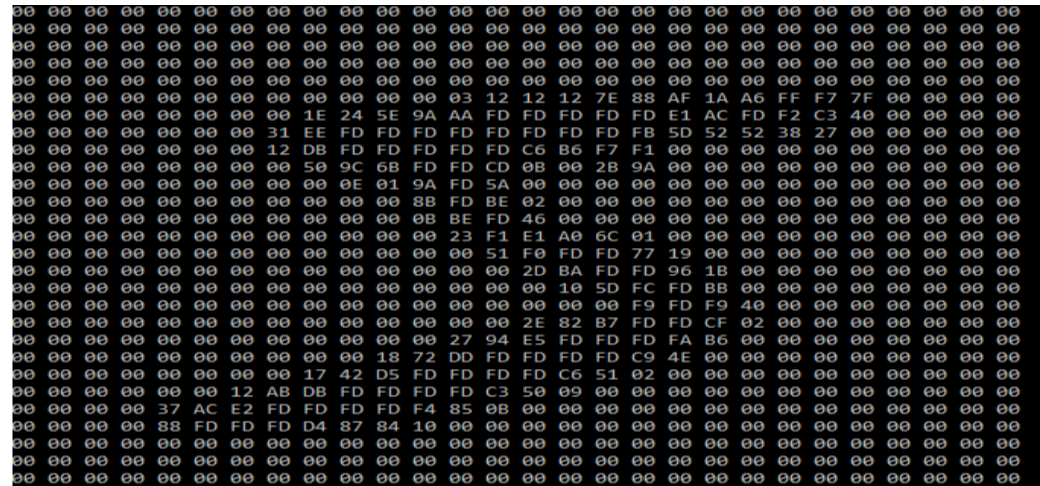 00 00 00 00 00 00 00 00 00 00 00 00 00 00 00 00 00 00 00 00 00 00 00 00 00 00 00 00
00 00 00 00 00 00 00 00 00 00 00 00 00 00 00 00 00 00 00 00 00 00 00 00 00 00 00 00
00 00 00 00 00 00 00 00 00 00 00 00 00 00 00 00 00 00 00 00 00 00 00 00 00 00 00 00
00 00 00 00 00 00 00 00 00 00 00 00 00 00 00 00 00 00 00 00 00 00 00 00 00 00 00 00
00 00 00 00 00 00 00 00 00 00 00 00 00 00 00 00 00 00 00 00 00 00 00 00 00 00 00 00
00 00 00 00 00 00 00 00 00 00 00 00 03 12 12 12 7E 88 AF 1A A6 FF F7 7F 00 00 00 00
00 00 00 00 00 00 00 00 1E 24 5E 9A AA FD FD FD FD FD E1 AC FD F2 C3 40 00 00 00 00
00 00 00 00 00 00 00 31 EE FD FD FD FD FD FD FD FD FD FB 5D 52 52 38 27 00 00 00 00
00 00 00 00 00 00 00 12 DB FD FD FD FD FD C6 B6 F7 F1 00 00 00 00 00 00 00 00 00 00
00 00 00 00 00 00 00 00 50 9C 6B FD FD CD 0B 00 2B 9A 00 00 00 00 00 00 00 00 00 00
00 00 00 00 00 00 00 00 00 0E 01 9A FD 5A 00 00 00 00 00 00 00 00 00 00 00 00 00 00
00 00 00 00 00 00 00 00 00 00 00 8B FD BE 02 00 00 00 00 00 00 00 00 00 00 00 00 00
00 00 00 00 00 00 00 00 00 00 00 0B BE FD 46 00 00 00 00 00 00 00 00 00 00 00 00 00
00 00 00 00 00 00 00 00 00 00 00 00 23 F1 E1 A0 6C 01 00 00 00 00 00 00 00 00 00 00
00 00 00 00 00 00 00 00 00 00 00 00 00 51 F0 FD FD 77 19 00 00 00 00 00 00 00 00 00
00 00 00 00 00 00 00 00 00 00 00 00 00 00 2D BA FD FD 96 1B 00 00 00 00 00 00 00 00
00 00 00 00 00 00 00 00 00 00 00 00 00 00 00 10 5D FC FD BB 00 00 00 00 00 00 00 00
00 00 00 00 00 00 00 00 00 00 00 00 00 00 00 00 00 F9 FD F9 40 00 00 00 00 00 00 00
00 00 00 00 00 00 00 00 00 00 00 00 00 00 2E 82 B7 FD FD CF 02 00 00 00 00 00 00 00
00 00 00 00 00 00 00 00 00 00 00 00 27 94 E5 FD FD FD FA B6 00 00 00 00 00 00 00 00
00 00 00 00 00 00 00 00 00 00 18 72 DD FD FD FD FD C9 4E 00 00 00 00 00 00 00 00 00
00 00 00 00 00 00 00 00 17 42 D5 FD FD FD FD C6 51 02 00 00 00 00 00 00 00 00 00 00
00 00 00 00 00 00 12 AB DB FD FD FD FD C3 50 09 00 00 00 00 00 00 00 00 00 00 00 00
00 00 00 00 37 AC E2 FD FD FD FD F4 85 0B 00 00 00 00 00 00 00 00 00 00 00 00 00 00
00 00 00 00 88 FD FD FD D4 87 84 10 00 00 00 00 00 00 00 00 00 00 00 00 00 00 00 00
00 00 00 00 00 00 00 00 00 00 00 00 00 00 00 00 00 00 00 00 00 00 00 00 00 00 00 00
00 00 00 00 00 00 00 00 00 00 00 00 00 00 00 00 00 00 00 00 00 00 00 00 00 00 00 00
00 00 00 00 00 00 00 00 00 00 00 00 00 00 00 00 00 00 00 00 00 00 00 00 00 00 00 00